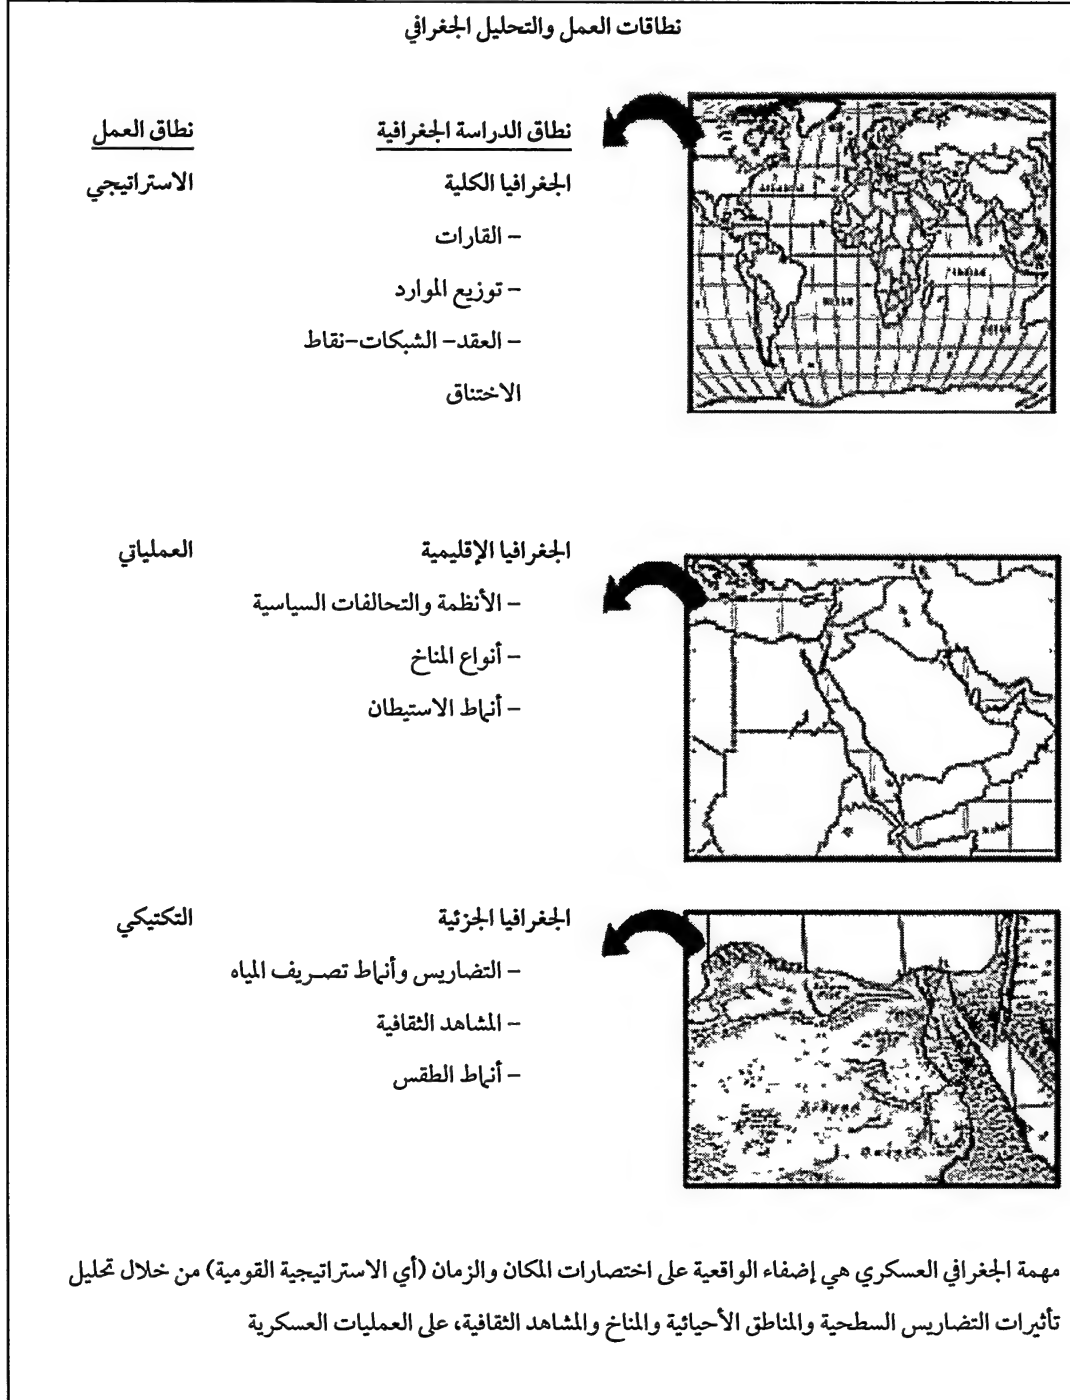 نطاقات العمل والتحليل الجغرافي
نطاق الدراسة الجغرافية نطاق العمل
الجغرافيا الكلية الاستراتيجي
– القارات
– توزيع الموارد
– العقد– الشبكات–نقاط
الاختناق
الجغرافيا الإقليمية العملياتي
– الأنظمة والتحالفات السياسية
– أنواع المناخ
– أنماط الاستيطان
الجغرافيا الجزئية التكتيكي
– التضاريس وأنماط تصريف المياه
– المشاهد الثقافية
– أنماط الطقس
مهمة الجغرافي العسكري هي إضفاء الواقعية على اختصارات المكان والزمان (أي الاستراتيجية القومية) من خلال تحليل
تأثيرات التضاريس السطحية والمناطق الأحيائية والمناخ والمشاهد الثقافية، على العمليات العسكرية